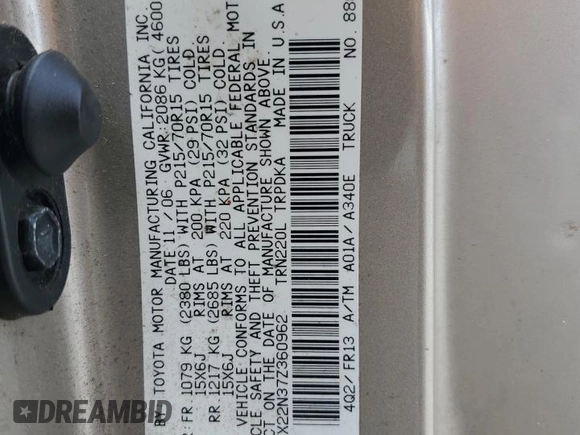 BY TOYOTA MOTOR MANUFACTURING CALIFORNIA INC
DATE 11 / 06 GVWR: 2086 KG ( 4600
FR 1079 KG (2380 LBS) WITH P215/70R15 TIRES
15X6J RIMS AT 200 KPA (29 PSI) COLD.
RR 1217 KG (2685 LBS) WITH P215/70R15 TIRES
15X6J RIMS AT 220 KPA (32 PSI) COLD.
VEHICLE CONFORMS TO ALL APPLICABLE FEDERAL MOT
CLE SAFETY AND THEFT PREVENTION STANDARDS IN
CT ON THE DATE OF MANUFACTURE SHOWN ABOVE.
X22N37Z360962 TRN220L TRPDKA MADE IN U S A
4Q2/ FR13 A/TM A01A/ A340E TRUCK NO. 88
DREAMBID
dreambid.com